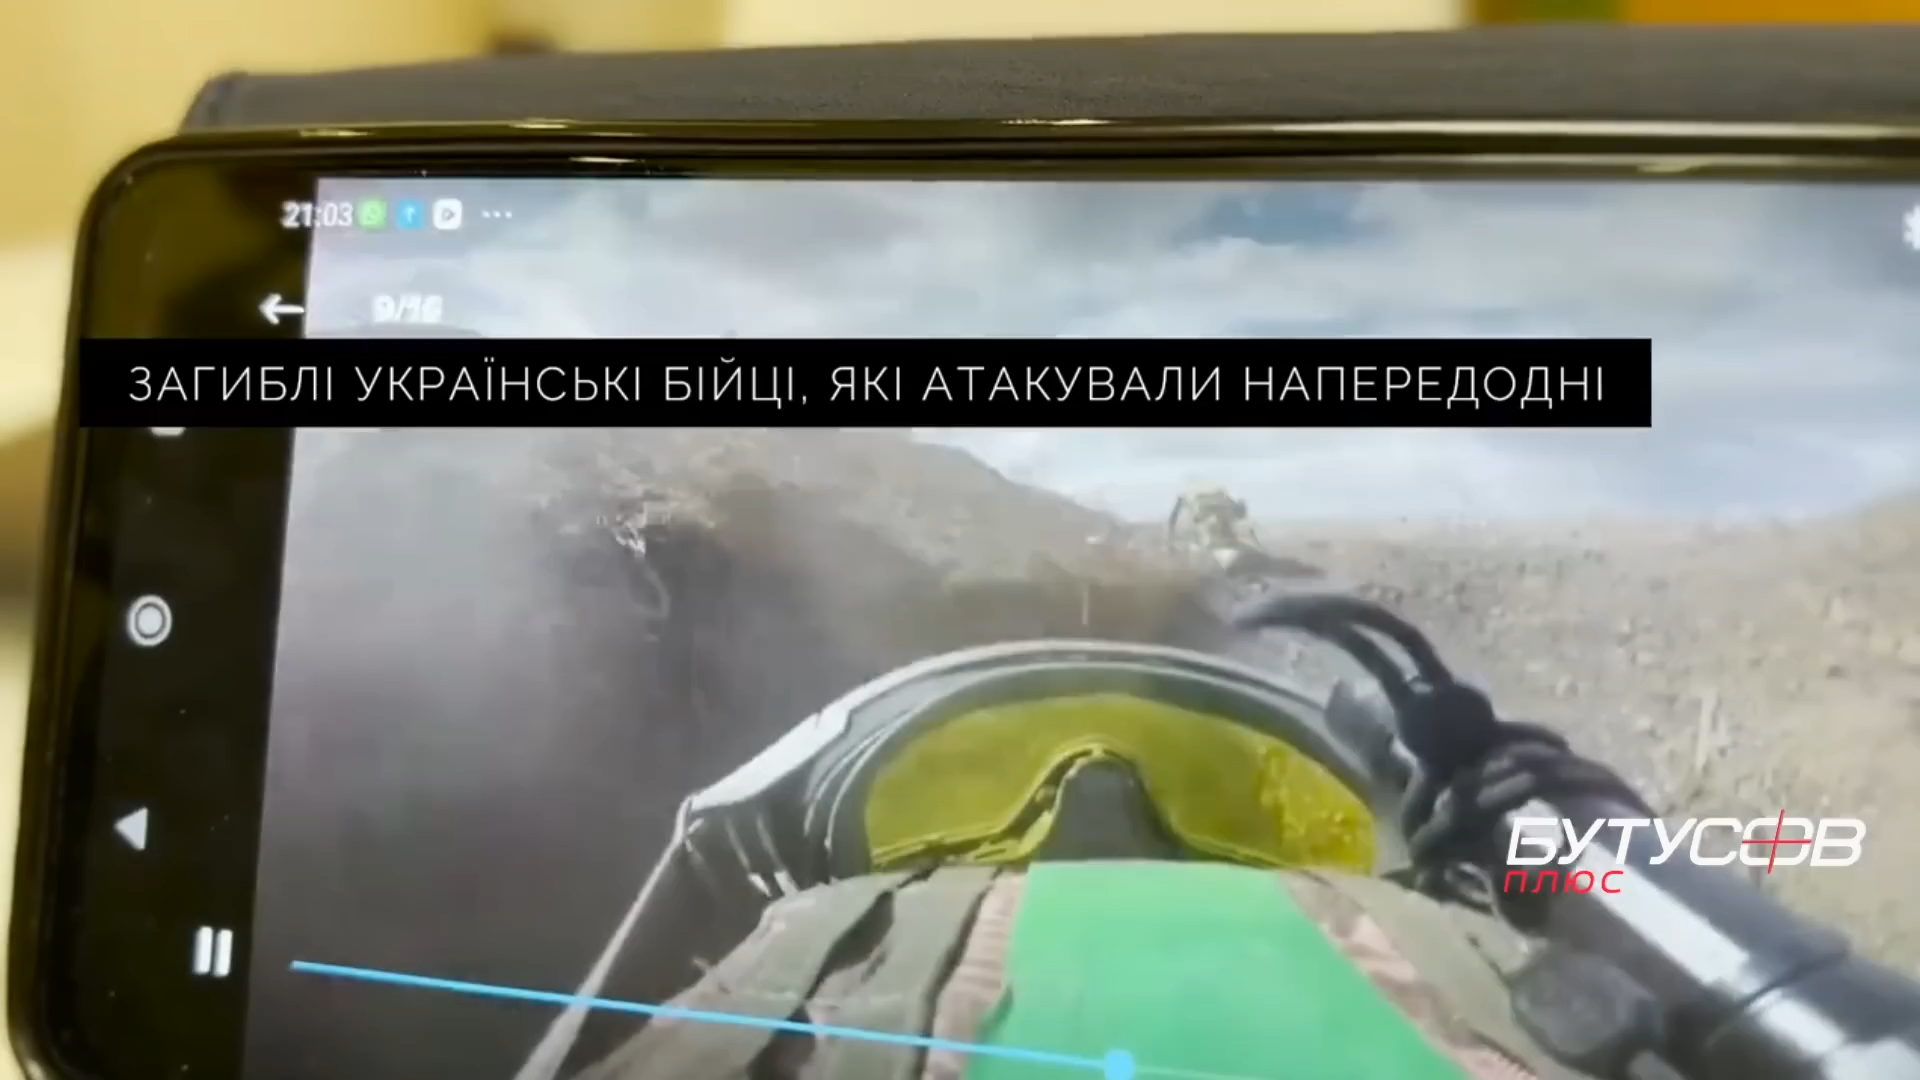 21:03
9/16
ЗАГИБЛІ УКРАЇНСЬКІ БІЙЦІ, ЯКІ АТАКУВАЛИ НАПЕРЕДОДНІ
БУТУСОВ
ПЛЮС